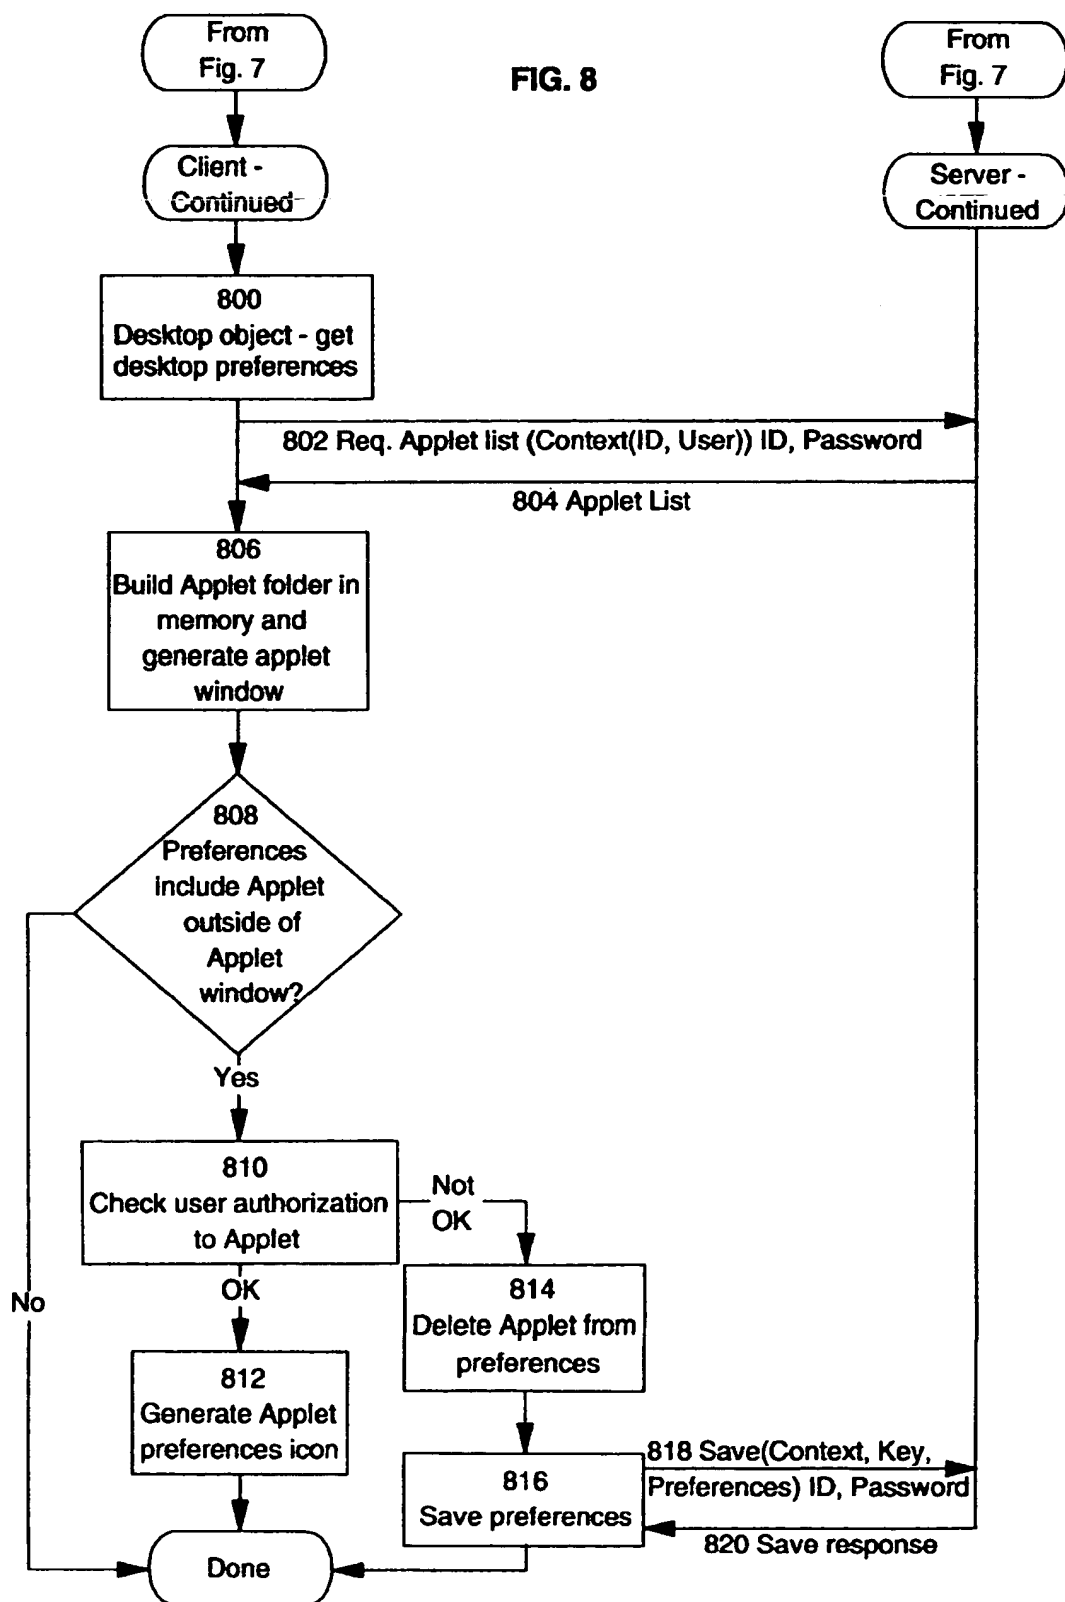 From
Fig. 7
FIG. 8
From
Fig. 7
Client -
Continued
Server -
Continued
800
Desktop object - get
desktop preferences
802 Req. Applet list (Context(ID, User)) ID, Password
804 Applet List
806
Build Applet folder in
memory and
generate applet
window
808
Preferences
include Applet
outside of
Applet
window?
Yes
810
Check user authorization
to Applet
Not
OK
OK
No
814
Delete Applet from
preferences
812
Generate Applet
preferences icon
818 Save(Context, Key,
Preferences) ID, Password
816
Save preferences
820 Save response
Done